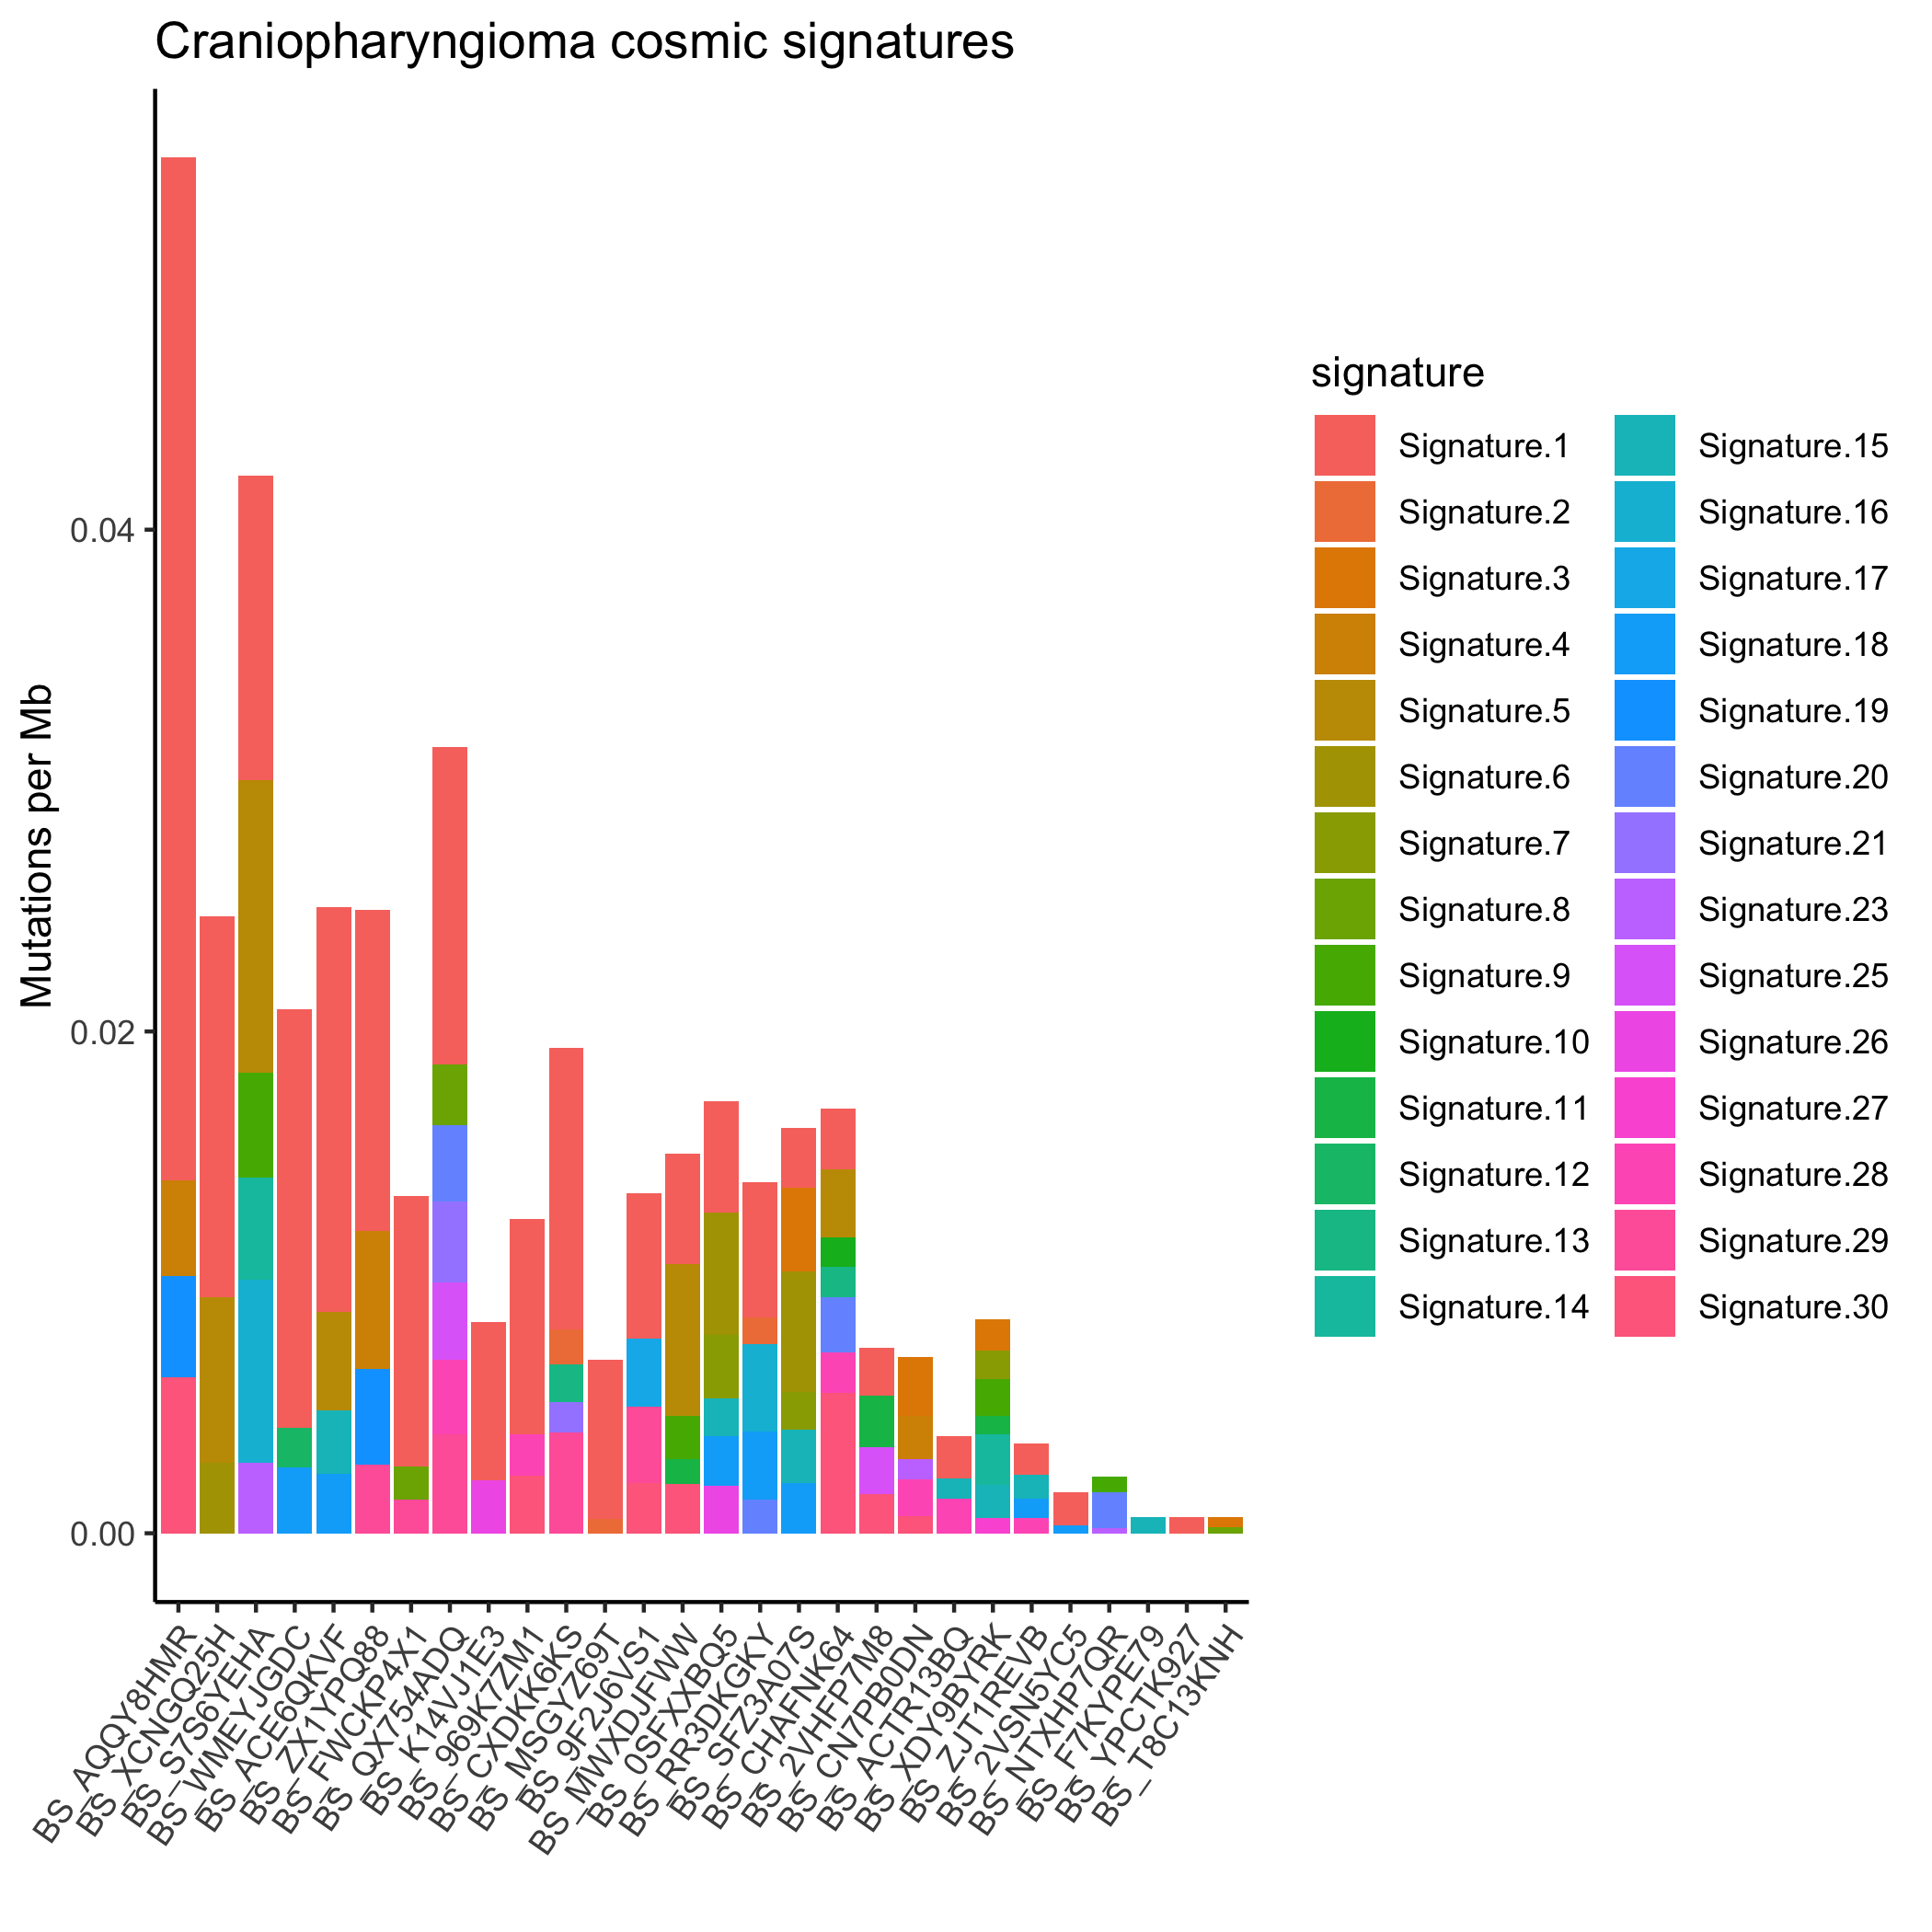 Craniopharyngioma cosmic signatures
Mutations per Mb
0.04
0.02
0.00
BS_AQQY8HMR
BS_XCNGQ25H
BS_S7S6YEHA
BS_WMEYJGDC
BS_ACE6QKVF
BS_ZX1YPQ88
BS_FWCKP4X1
BS_QX754ADQ
BS_K14VJ1E3
BS_969K7ZM1
BS_CXDKK6KS
BS_MSGYZ69T
BS_9F2J6VS1
BS_MWXDJFWW
BS_0SFXXBQ5
BS_RR3DKGKY
BS_SFZ3A07S
BS_CHAFNK64
BS_2VHFP7M8
BS_CN7PB0DN
BS_ACTR13BQ
BS_XDY9BYRK
BS_ZJT1REVB
BS_2VSN5YC5
BS_NTXHP7QR
BS_F7KYPE79
BS_YPCTK927
BS_T8C13KNH
signature
Signature.1
Signature.2
Signature.3
Signature.4
Signature.5
Signature.6
Signature.7
Signature.8
Signature.9
Signature.10
Signature.11
Signature.12
Signature.13
Signature.14
Signature.15
Signature.16
Signature.17
Signature.18
Signature.19
Signature.20
Signature.21
Signature.23
Signature.25
Signature.26
Signature.27
Signature.28
Signature.29
Signature.30